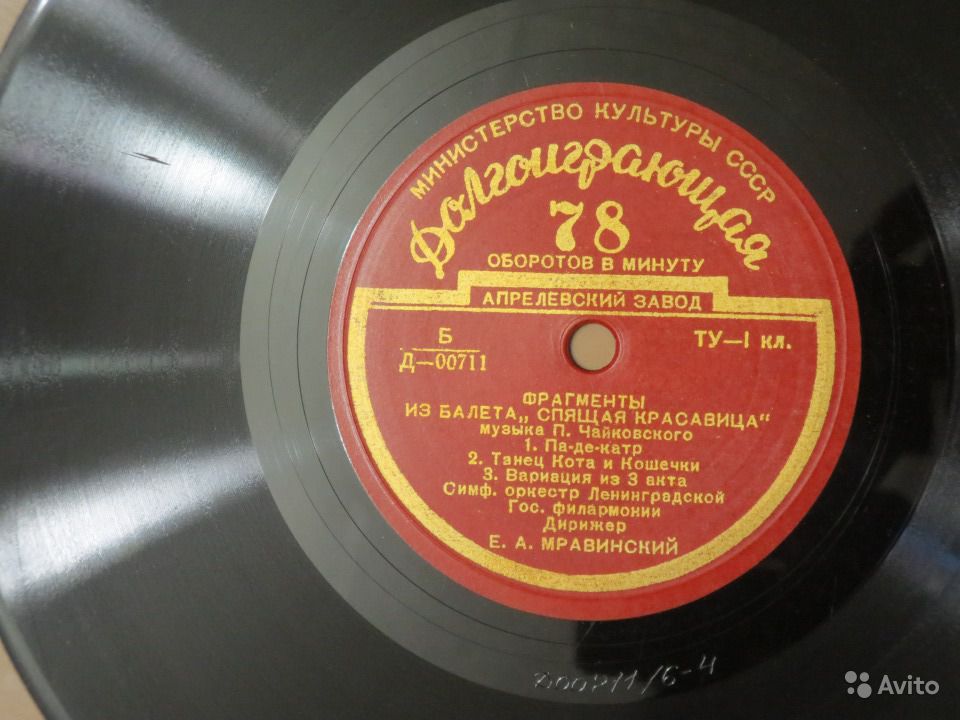 МИНИСТЕРСТВО КУЛЬТУРЫ СССР
Долгоиграющая
78
ОБОРОТОВ В МИНУТУ
АПРЕЛЕВСКИЙ ЗАВОД
Б
Д—00711
ТУ—I кл.
ФРАГМЕНТЫ
ИЗ БАЛЕТА „СПЯЩАЯ КРАСАВИЦА“
музыка П. Чайковского
1. Па-де-катр
2. Танец Кота и Кошечки
3. Вариация из 3 акта
Симф. оркестр Ленинградской
Гос. филармонии
Дирижер
Е. А. МРАВИНСКИЙ
Avito